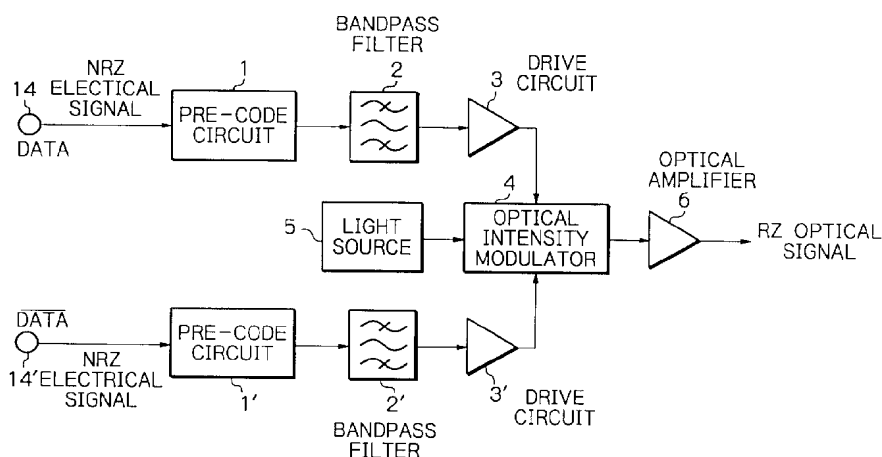 BANDPASS
FILTER
DRIVE
CIRCUIT
NRZ
ELECTICAL
SIGNAL
14
DATA
1
PRE-CODE
CIRCUIT
2
3
OPTICAL
AMPLIFIER
6
5
LIGHT
SOURCE
4
OPTICAL
INTENSITY
MODULATOR
RZ OPTICAL
SIGNAL
DATA
14'
NRZ
ELECTRICAL
SIGNAL
PRE-CODE
CIRCUIT
1'
2'
BANDPASS
FILTER
3'
DRIVE
CIRCUIT